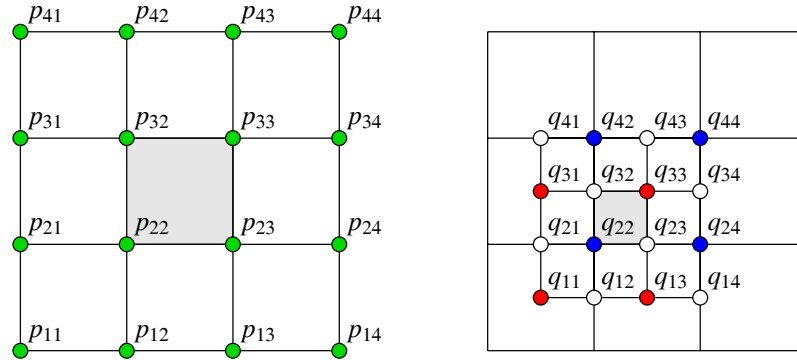 p41 p42 p43 p44
p31 p32 p33 p34
p21 p22 p23 p24
p11 p12 p13 p14
q41 q42 q43 q44
q31 q32 q33 q34
q21 q22 q23 q24
q11 q12 q13 q14